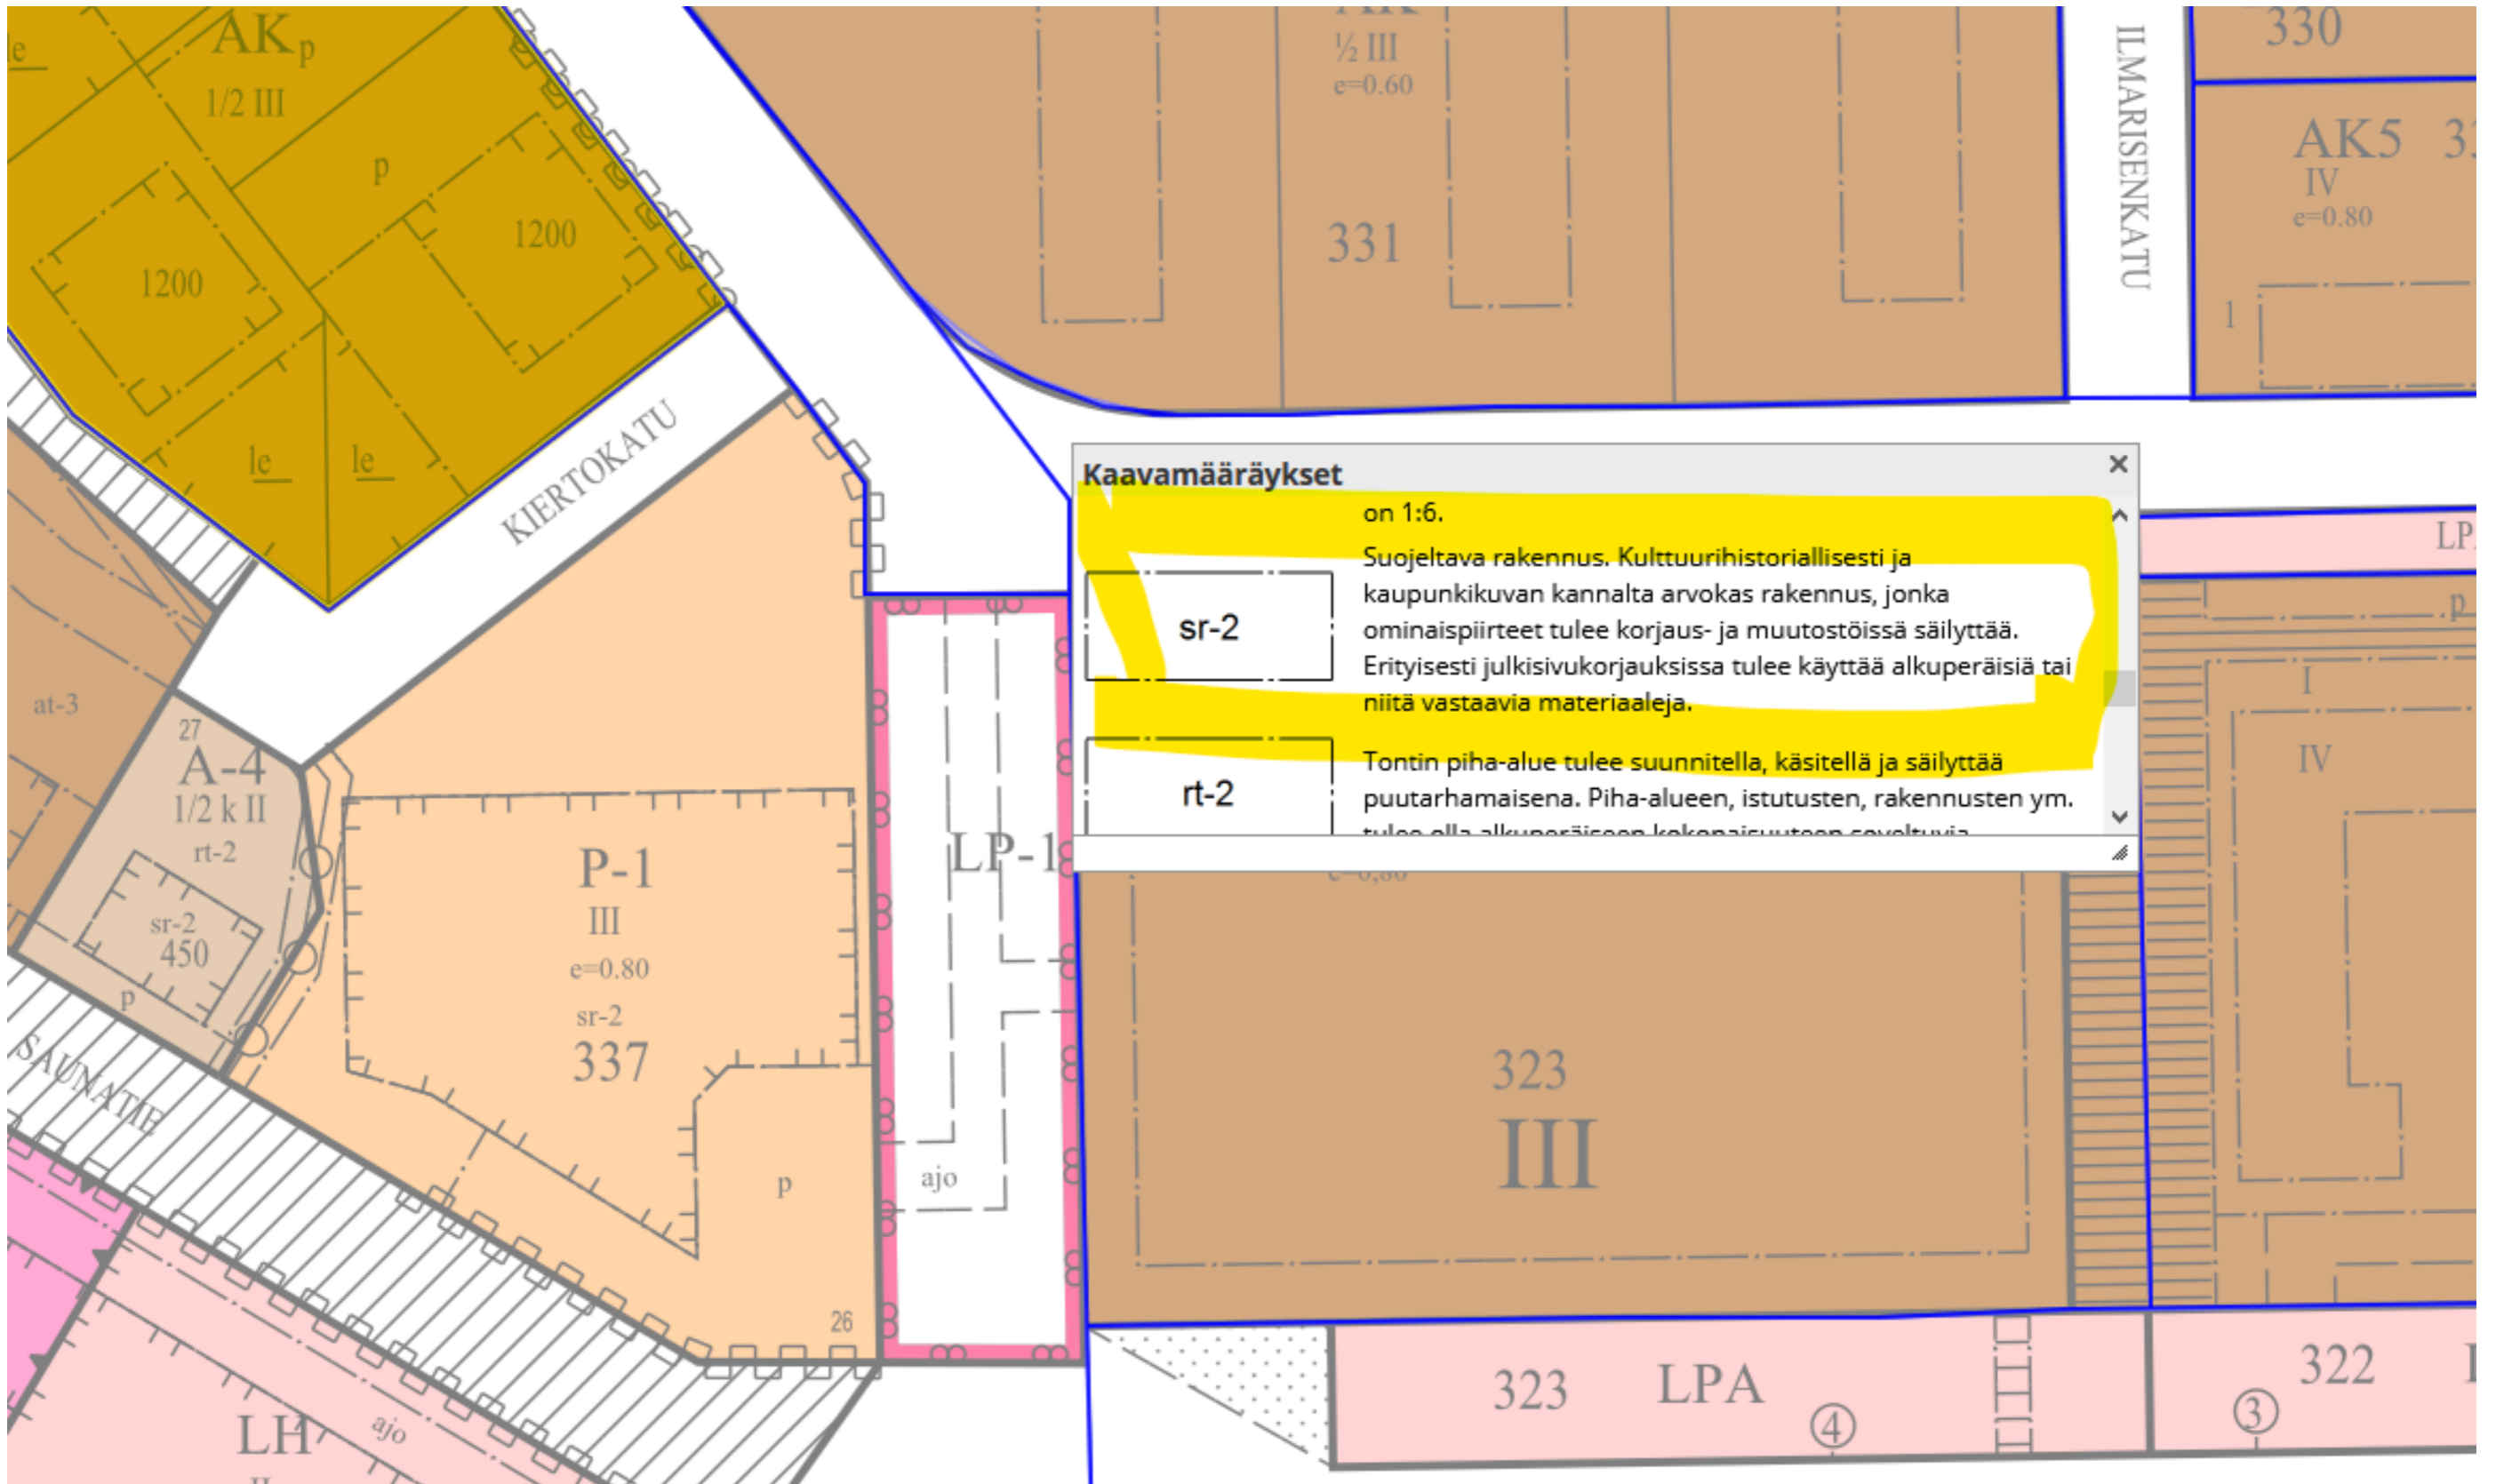 le
AKp
1/2 III
p
1200
1200
le
le
KIERTOKATU
½ III
e=0.60
331
ILMARISENKATU
330
AK5
IV
e=0.80
1
Kaavamääräykset
on 1:6.
sr-2
Suojeltava rakennus. Kulttuurihistoriallisesti ja
kaupunkikuvan kannalta arvokas rakennus, jonka
ominaispiirteet tulee korjaus- ja muutostöissä säilyttää.
Erityisesti julkisivukorjauksissa tulee käyttää alkuperäisiä tai
niitä vastaavia materiaaleja.
rt-2
Tontin piha-alue tulee suunnitella, käsitellä ja säilyttää
puutarhamaisena. Piha-alueen, istutusten, rakennusten ym.
tulee olla alkuperäiseen kokonaisuuteen soveltuvia
LP
p
I
IV
at-3
27
A-4
1/2 k II
rt-2
sr-2
450
p
SAUNATIE
P-1
III
e=0.80
sr-2
337
p
26
LP-1
ajo
323
III
LH
ajo
323
LPA
4
322
3